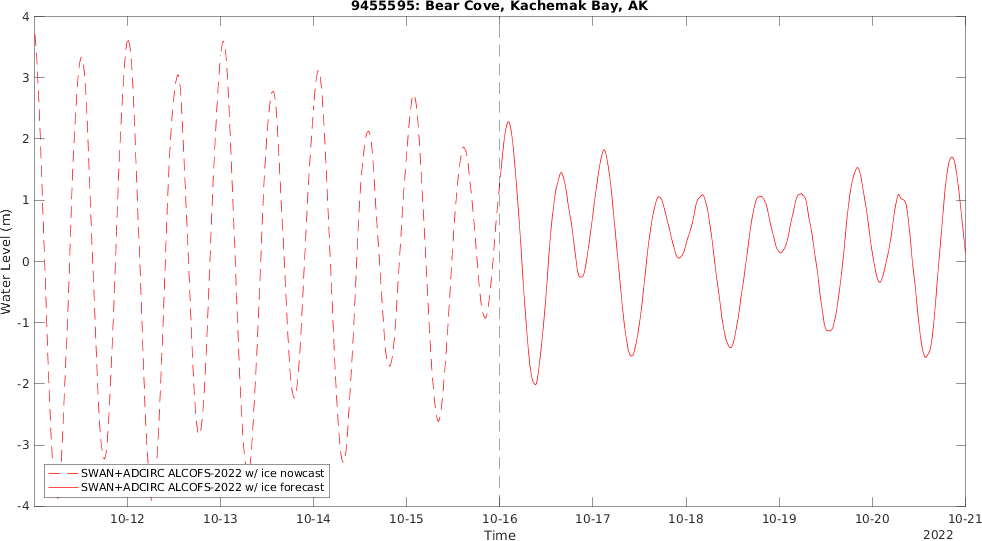 9455595: Bear Cove, Kachemak Bay, AK
4
3
2
1
0
-1
-2
-3
-4
Water Level (m)
SWAN+ADCIRC ALCOFS-2022 w/ ice nowcast
SWAN+ADCIRC ALCOFS-2022 w/ ice forecast
10-12 10-13 10-14 10-15 10-16 10-17 10-18 10-19 10-20 10-21
Time
2022